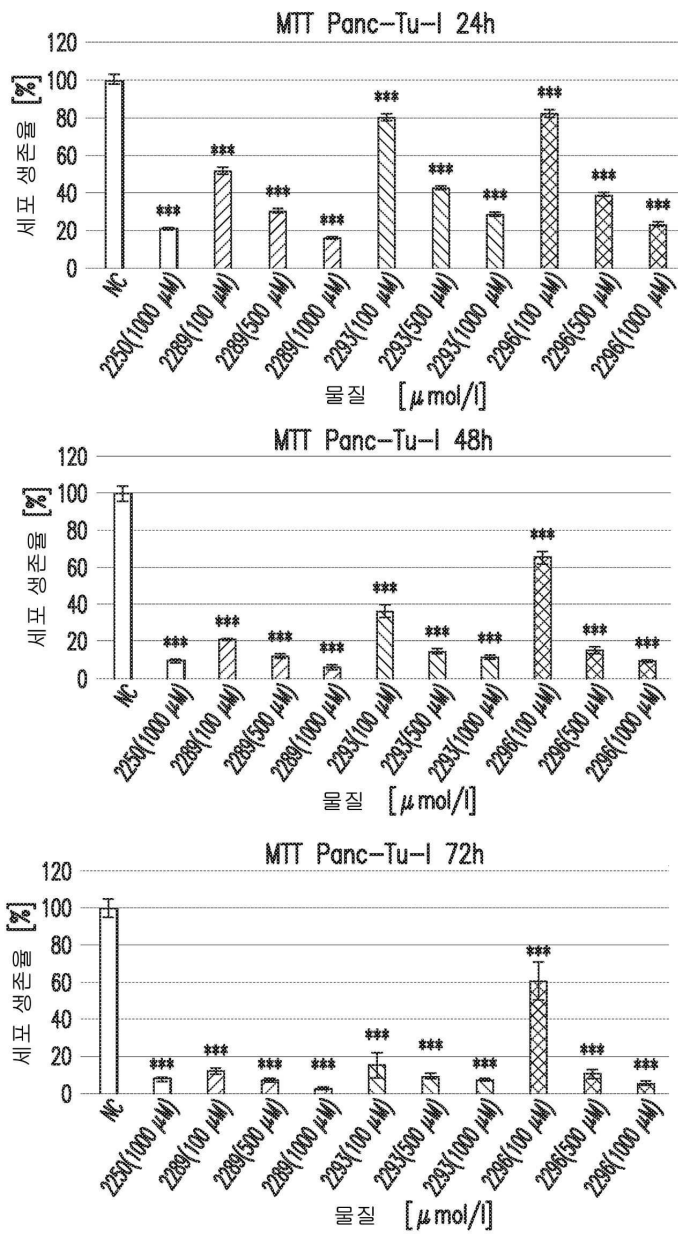 MTT Panc-Tu-I 24h
세포 생존율 [%]
120
100
80
60
40
20
0
***
***
***
***
***
***
***
***
***
***
NC
2250(1000 μM)
2289(100 μM)
2289(500 μM)
2289(1000 μM)
2293(100 μM)
2293(500 μM)
2293(1000 μM)
2296(100 μM)
2296(500 μM)
2296(1000 μM)
물질 [μmol/l]
MTT Panc-Tu-I 48h
세포 생존율 [%]
120
100
80
60
40
20
0
***
***
***
***
***
***
***
***
***
***
NC
2250(1000 μM)
2289(100 μM)
2289(500 μM)
2289(1000 μM)
2293(100 μM)
2293(500 μM)
2293(1000 μM)
2296(100 μM)
2296(500 μM)
2296(1000 μM)
물질 [μmol/l]
MTT Panc-Tu-I 72h
세포 생존율 [%]
120
100
80
60
40
20
0
***
***
***
***
***
***
***
***
***
***
NC
2250(1000 μM)
2289(100 μM)
2289(500 μM)
2289(1000 μM)
2293(100 μM)
2293(500 μM)
2293(1000 μM)
2296(100 μM)
2296(500 μM)
2296(1000 μM)
물질 [μmol/l]